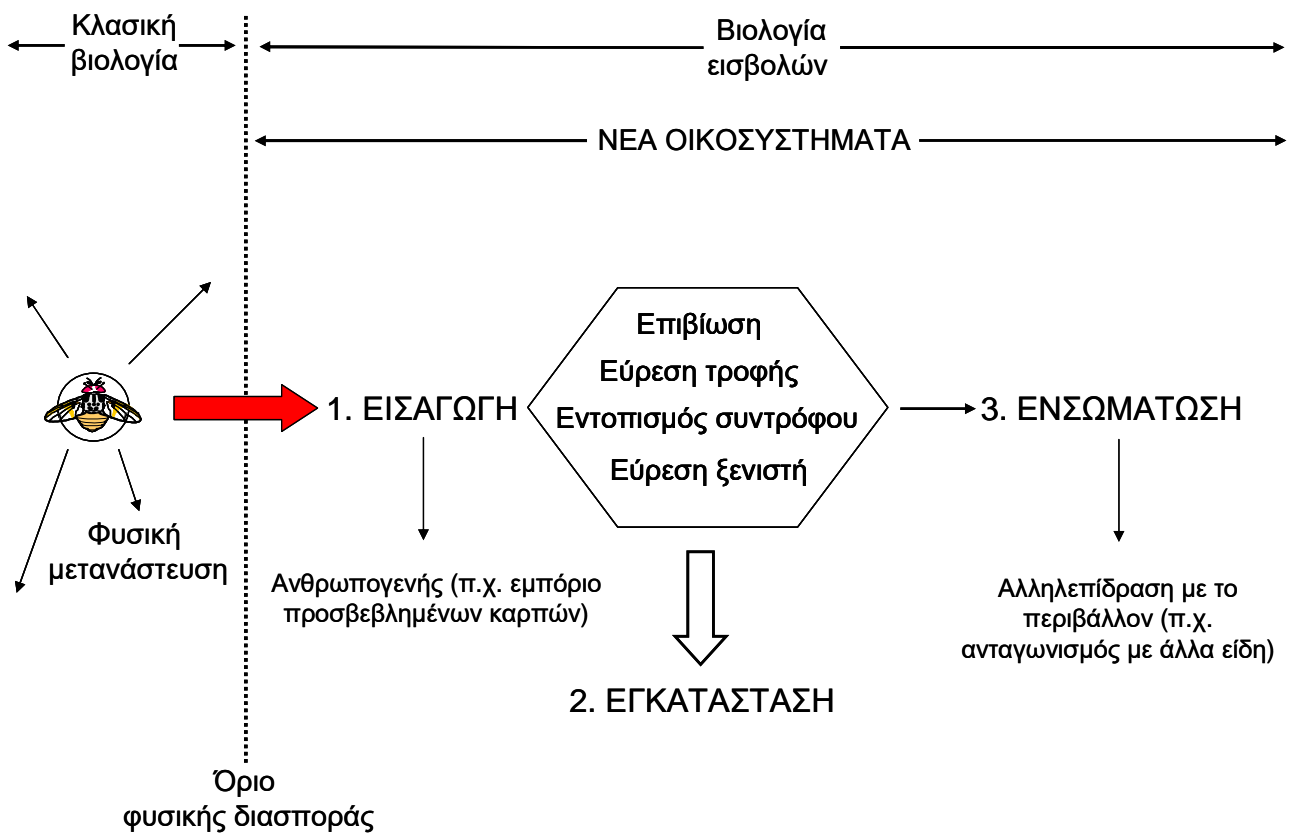 Κλασική
βιολογία
Βιολογία
εισβολών
ΝΕΑ ΟΙΚΟΣΥΣΤΗΜΑΤΑ
Επιβίωση
Εύρεση τροφής
Εντοπισμός συντρόφου
Εύρεση ξενιστή
1. ΕΙΣΑΓΩΓΗ
3. ΕΝΣΩΜΑΤΩΣΗ
Φυσική
μετανάστευση
Ανθρωπογενής (π.χ. εμπόριο
προσβεβλημένων καρπών)
Αλληλεπίδραση με το
περιβάλλον (π.χ.
ανταγωνισμός με άλλα είδη)
2. ΕΓΚΑΤΑΣΤΑΣΗ
Όριο
φυσικής διασποράς